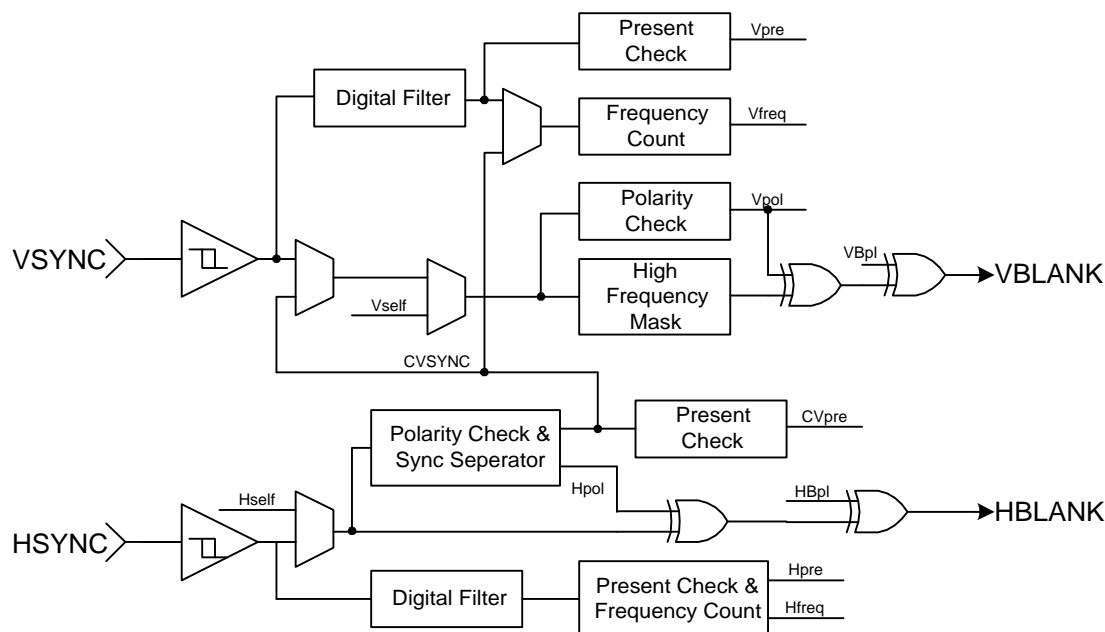 Present
Check
Vpre
Digital Filter
Frequency
Count
Vfreq
Polarity
Check
Vpol
VSYNC
VBpl
VBLANK
High
Frequency
Mask
Vself
CVSYNC
Polarity Check &
Sync Seperator
Present
Check
CVpre
Hpol
Hself
HBpl
HSYNC
HBLANK
Digital Filter
Present Check &
Frequency Count
Hpre
Hfreq